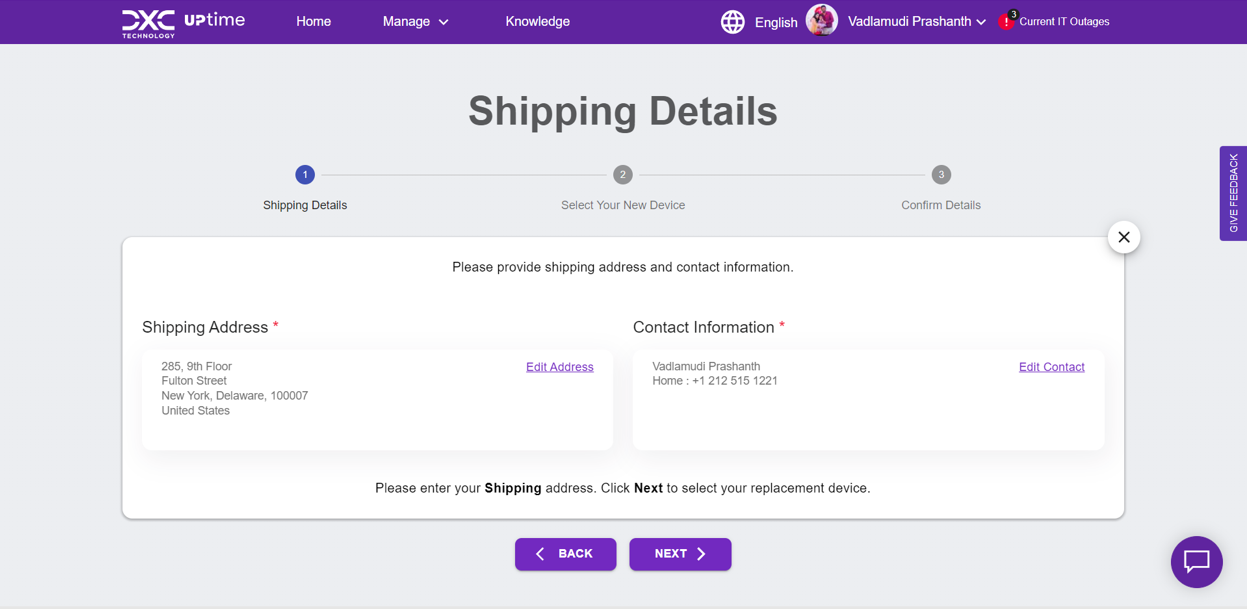 DXC TECHNOLOGY UPtime Home Manage Knowledge English Vadlamudi Prashanth 3 ! Current IT Outages
Shipping Details
GIVE FEEDBACK
1 2 3
Shipping Details Select Your New Device Confirm Details
Please provide shipping address and contact information.
Shipping Address *
285, 9th Floor
Fulton Street
New York, Delaware, 100007
United States
Edit Address
Contact Information *
Vadlamudi Prashanth
Home : +1 212 515 1221
Edit Contact
Please enter your Shipping address. Click Next to select your replacement device.
BACK NEXT